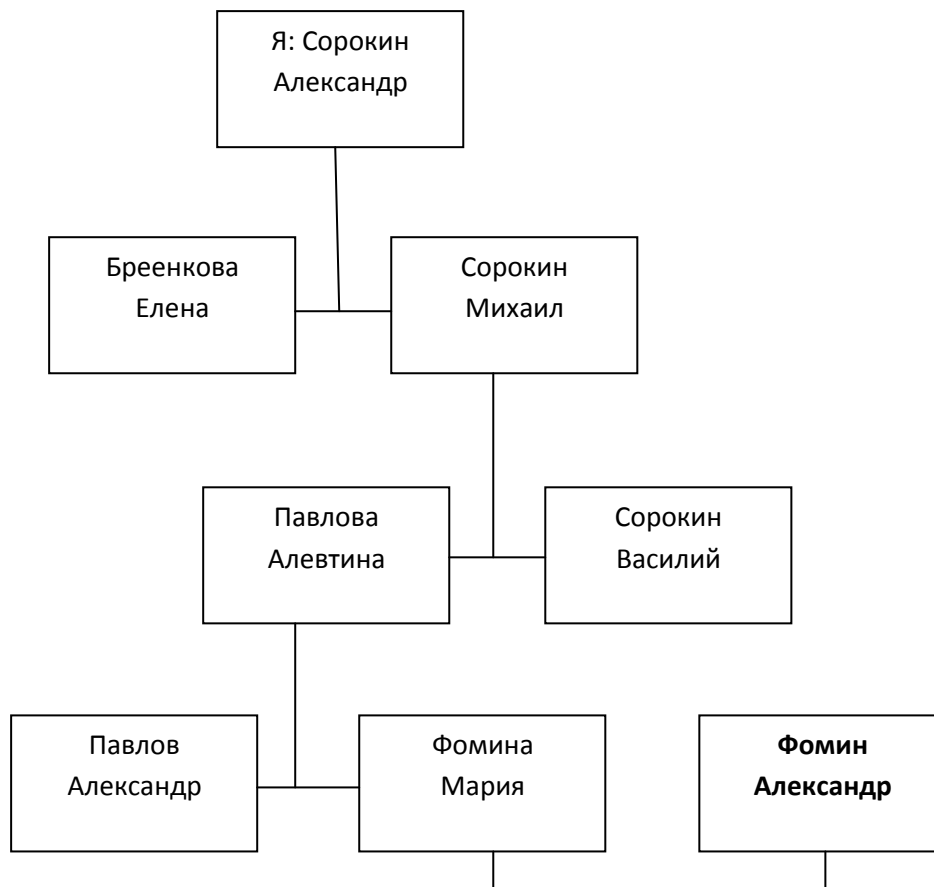 Я: Сорокин
Александр
Бреенкова
Елена
Сорокин
Михаил
Павлова
Алевтина
Сорокин
Василий
Павлов
Александр
Фомина
Мария
Фомин
Александр